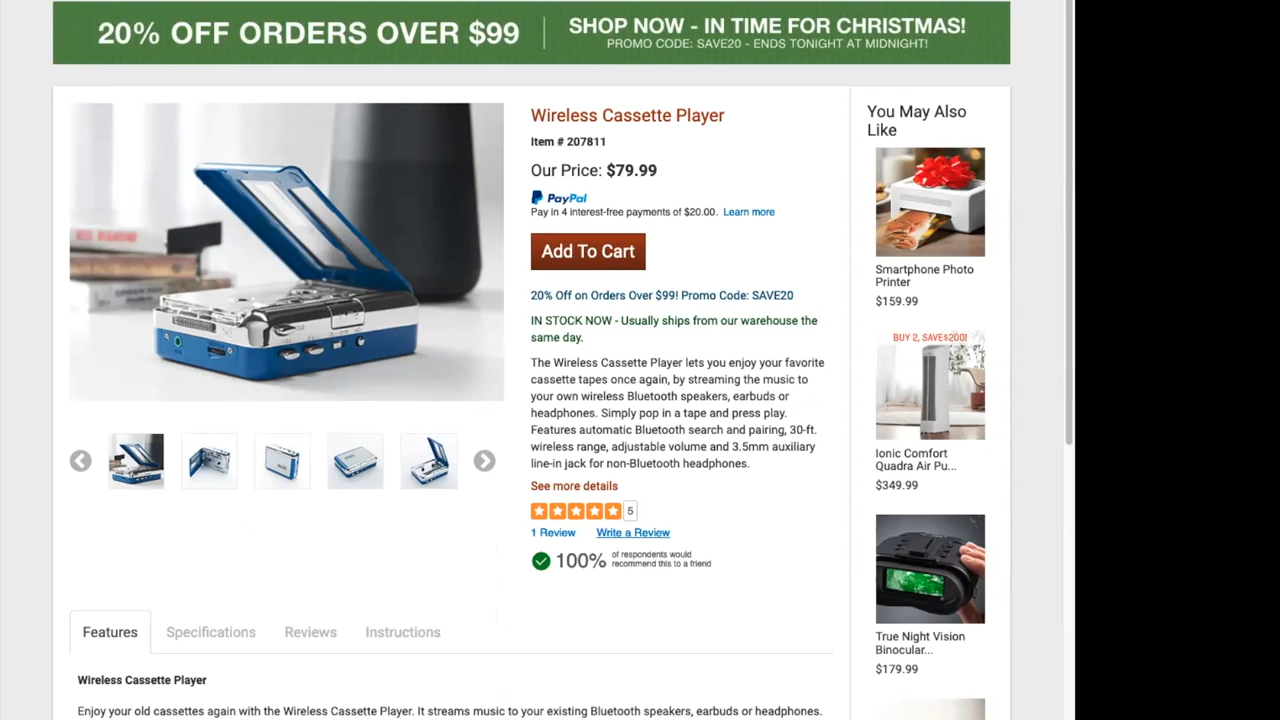 20% OFF ORDERS OVER $99
SHOP NOW - IN TIME FOR CHRISTMAS!
PROMO CODE: SAVE20 - ENDS TONIGHT AT MIDNIGHT!
Wireless Cassette Player
Item # 207811
Our Price: $79.99
PayPal
Pay in 4 interest-free payments of $20.00. Learn more
Add To Cart
20% Off on Orders Over $99! Promo Code: SAVE20
IN STOCK NOW - Usually ships from our warehouse the
same day.
The Wireless Cassette Player lets you enjoy your favorite
cassette tapes once again, by streaming the music to
your own wireless Bluetooth speakers, earbuds or
headphones. Simply pop in a tape and press play.
Features automatic Bluetooth search and pairing, 30-ft.
wireless range, adjustable volume and 3.5mm auxiliary
line-in jack for non-Bluetooth headphones.
See more details
5
1 Review Write a Review
100% of respondents would
recommend this to a friend
Features Specifications Reviews Instructions
Wireless Cassette Player
Enjoy your old cassettes again with the Wireless Cassette Player. It streams music to your existing Bluetooth speakers, earbuds or headphones.
You May Also
Like
Smartphone Photo
Printer
$159.99
BUY 2, SAVE $200!
Ionic Comfort
Quadra Air Pu...
$349.99
True Night Vision
Binocular...
$179.99